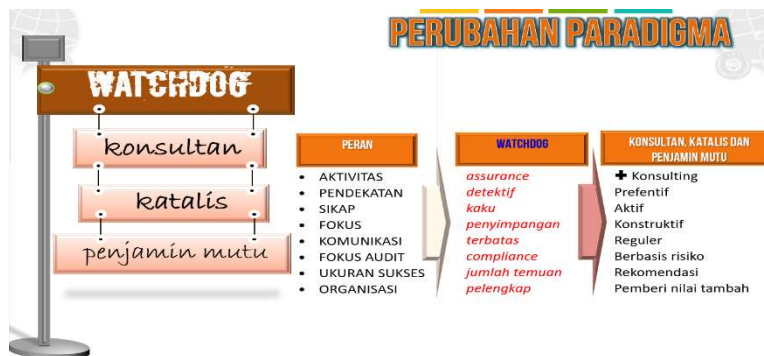 PERUBAHAN PARADIGMA
WATCHDOG
konsultan
katalis
penjamin mutu
PERAN
• AKTIVITAS
• PENDEKATAN
• SIKAP
• FOKUS
• KOMUNIKASI
• FOKUS AUDIT
• UKURAN SUKSES
• ORGANISASI
WATCHDOG
assurance
detektif
kaku
penyimpangan
terbatas
compliance
jumlah temuan
pelengkap
KONSULTAN, KATALIS DAN
PENJAMIN MUTU
+ Konsulting
Prefentif
Aktif
Konstruktif
Reguler
Berbasis risiko
Rekomendasi
Pemberi nilai tambah